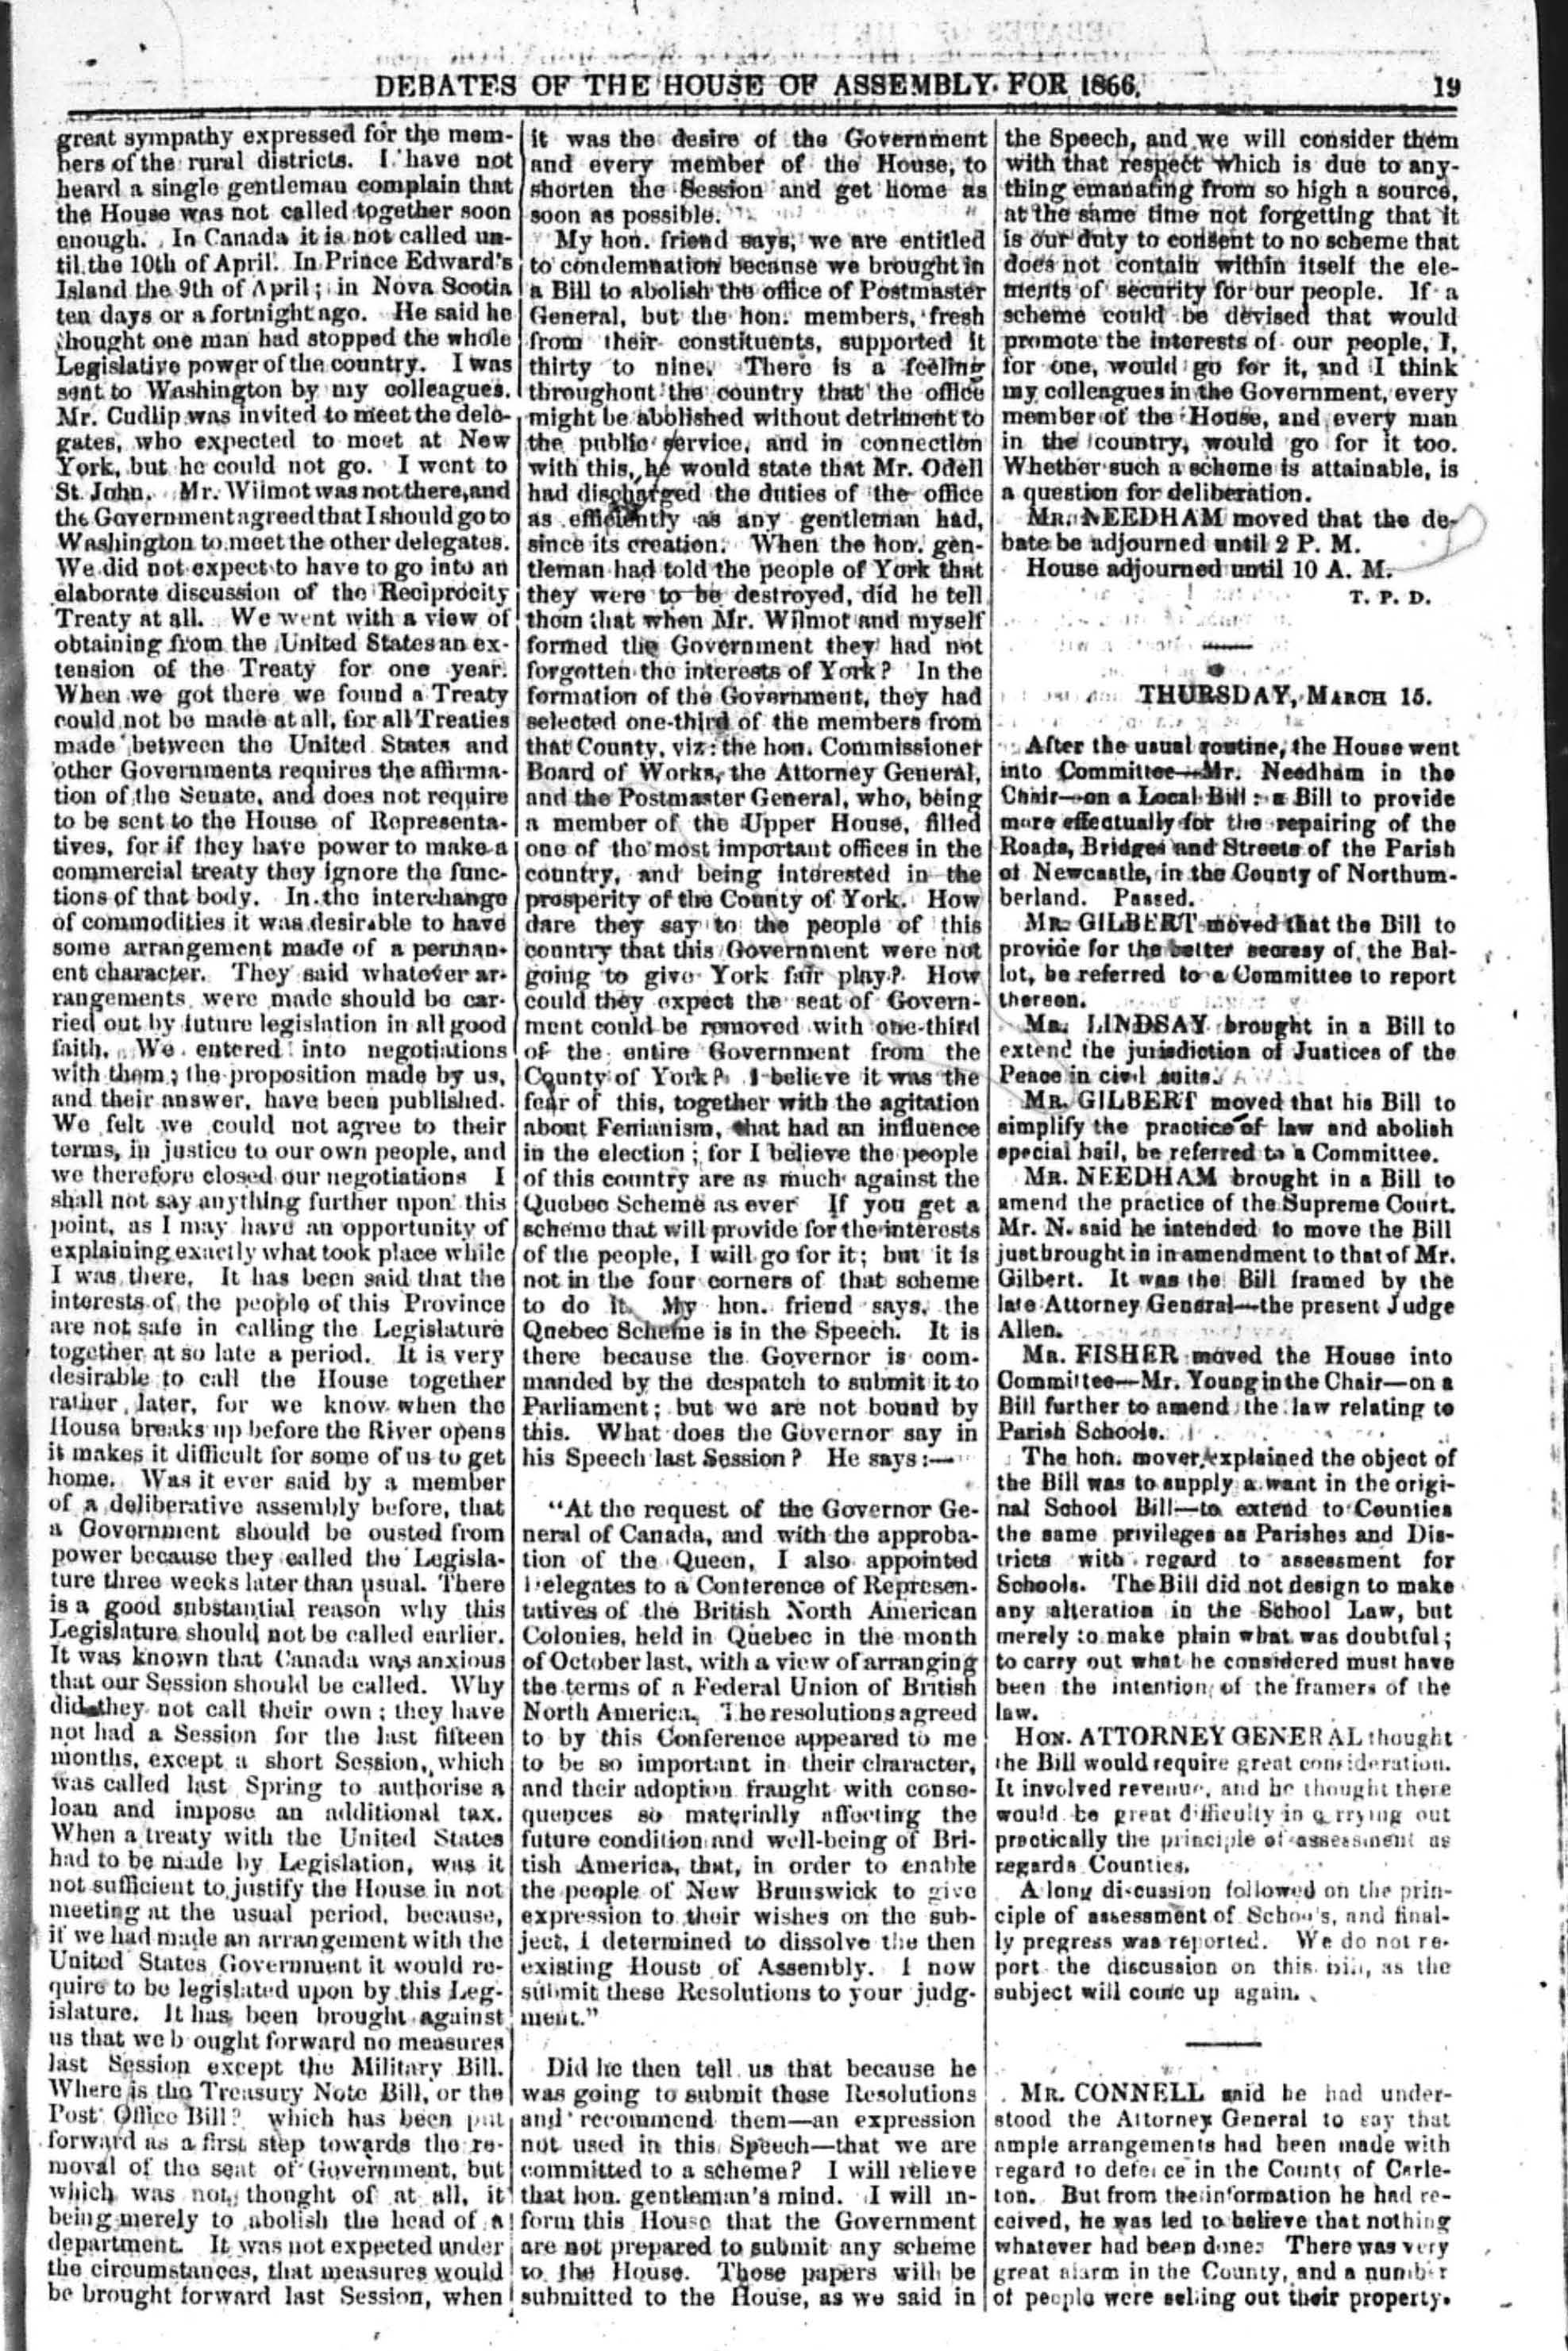 DEBATES OF THE HOUSE OF ASSEMBLY FOR 1866. 19
great sympathy expressed for the mem-
bers of the rural districts. I have not
heard a single gentleman complain that
the House was not called together soon
enough. In Canada it is not called un-
til the 10th of April. In Prince Edward's
Island the 9th of April; in Nova Scotia
ten days or a fortnight ago. He said he
thought one man had stopped the whole
Legislative power of the country. I was
sent to Washington by my colleagues.
Mr. Cudlip was invited to meet the dele-
gates, who expected to meet at New
York, but he could not go. I went to
St. John. Mr. Wilmot was not there, and
the Government agreed that I should go to
Washington to meet the other delegates.
We did not expect to have to go into an
elaborate discussion of the Reciprocity
Treaty at all. We went with a view of
obtaining from the United States an ex-
tension of the Treaty for one year.
When we got there we found a Treaty
could not be made at all, for all Treaties
made between the United States and
other Governments requires the affirma-
tion of the Senate, and does not require
to be sent to the House of Representa-
tives, for if they have power to make a
commercial treaty they ignore the func-
tions of that body. In the interchange
of commodities it was desirable to have
some arrangement made of a perman-
ent character. They said whatever ar-
rangements were made should be car-
ried out by future legislation in all good
faith. We entered into negotiations
with them; the proposition made by us,
and their answer, have been published.
We felt we could not agree to their
terms, in justice to our own people, and
we therefore closed our negotiations I
shall not say anything further upon this
point, as I may have an opportunity of
explaining exactly what took place while
I was there. It has been said that the
interests of the people of this Province
are not safe in calling the Legislature
together at so late a period. It is very
desirable to call the House together
rather later, for we know when the
House breaks up before the River opens
it makes it difficult for some of us to get
home. Was it ever said by a member
of a deliberative assembly before, that
a Government should be ousted from
power because they called the Legisla-
ture three weeks later than usual. There
is a good substantial reason why this
Legislature should not be called earlier.
It was known that Canada was anxious
that our Session should be called. Why
did they not call their own; they have
not had a Session for the last fifteen
months, except a short Session, which
was called last Spring to authorise a
loan and impose an additional tax.
When a treaty with the United States
had to be made by Legislation, was it
not sufficient to justify the House in not
meeting at the usual period, because,
if we had made an arrangement with the
United States Government it would re-
quire to be legislated upon by this Leg-
islature. It has been brought against
us that we b ought forward no measures
last Session except the Military Bill.
Where is the Treasury Note Bill, or the
Post Office Bill? which has been put
forward as a first step towards the re-
moval of the seat of Government, but
which was not thought of at all, it
being merely to abolish the head of a
department. It was not expected under
the circumstances, that measures would
be brought forward last Session, when
it was the desire of the Government
and every member of the House, to
shorten the Session and get home as
soon as possible.
My hon. friend says, we are entitled
to condemnation because we brought in
a Bill to abolish the office of Postmaster
General, but the hon. members, fresh
from their constituents, supported it
thirty to nine. There is a feeling
throughout the country that the office
might be abolished without detriment to
the public service, and in connection
with this, he would state that Mr. Odell
had discharged the duties of the office
as efficiently as any gentleman had,
since its creation. When the hon. gen-
tleman had told the people of York that
they were to be destroyed, did he tell
them that when Mr. Wilmot and myself
formed the Government they had not
forgotten the interests of York? In the
formation of the Government, they had
selected one-third of the members from
that County, viz: the hon. Commissioner
Board of Works, the Attorney General,
and the Postmaster General, who, being
a member of the Upper House, filled
one of the most important offices in the
country, and being interested in the
prosperity of the County of York. How
dare they say to the people of this
country that this Government were not
going to give York fair play? How
could they expect the seat of Govern-
ment could be removed with one-third
of the entire Government from the
County of York? I believe it was the
fear of this, together with the agitation
about Fenianism, that had an influence
in the election; for I believe the people
of this country are as much against the
Quebec Scheme as ever If you get a
scheme that will provide for the interests
of the people, I will go for it; but it is
not in the four corners of that scheme
to do it. My hon. friend says, the
Quebec Scheme is in the Speech. It is
there because the Governor is com-
manded by the despatch to submit it to
Parliament; but we are not bound by
this. What does the Governor say in
his Speech last Session? He says:—
"At the request of the Governor Ge-
neral of Canada, and with the approba-
tion of the Queen, I also appointed
Delegates to a Conference of Represen-
tatives of the British North American
Colonies, held in Quebec in the month
of October last, with a view of arranging
the terms of a Federal Union of British
North America. The resolutions agreed
to by this Conference appeared to me
to be so important in their character,
and their adoption fraught with conse-
quences so materially affecting the
future condition and well-being of Bri-
tish America, that, in order to enable
the people of New Brunswick to give
expression to their wishes on the sub-
ject, I determined to dissolve the then
existing House of Assembly. I now
submit these Resolutions to your judg-
ment."
Did he then tell us that because he
was going to submit these Resolutions
and recommend them—an expression
not used in this Speech—that we are
committed to a scheme? I will relieve
that hon. gentleman's mind. I will in-
form this House that the Government
are not prepared to submit any scheme
to the House. Those papers will be
submitted to the House, as we said in
the Speech, and we will consider them
with that respect which is due to any-
thing emanating from so high a source,
at the same time not forgetting that it
is our duty to consent to no scheme that
does not contain within itself the ele-
ments of security for our people. If a
scheme could be devised that would
promote the interests of our people, I,
for one, would go for it, and I think
my colleagues in the Government, every
member of the House, and every man
in the country, would go for it too.
Whether such a scheme is attainable, is
a question for deliberation.
MR. NEEDHAM moved that the de-
bate be adjourned until 2 P. M.
House adjourned until 10 A. M.
T. P. D.
THURSDAY, MARCH 15.
After the usual routine, the House went
into Committee—Mr. Needham in the
Chair—on a Local Bill: a Bill to provide
more effectually for the repairing of the
Roads, Bridges and Streets of the Parish
of Newcastle, in the County of Northum-
berland. Passed.
MR. GILBERT moved that the Bill to
provide for the better secresy of the Bal-
lot, be referred to a Committee to report
thereon.
MR. LINDSAY brought in a Bill to
extend the jurisdiction of Justices of the
Peace in civil suits.
MR. GILBERT moved that his Bill to
simplify the practice of law and abolish
special bail, be referred to a Committee.
MR. NEEDHAM brought in a Bill to
amend the practice of the Supreme Court.
Mr. N. said he intended to move the Bill
just brought in in amendment to that of Mr.
Gilbert. It was the Bill framed by the
late Attorney General—the present Judge
Allen.
MR. FISHER moved the House into
Committee—Mr. Young in the Chair—on a
Bill further to amend the law relating to
Parish Schools.
The hon. mover explained the object of
the Bill was to supply a want in the origi-
nal School Bill—to extend to Counties
the same privileges as Parishes and Dis-
tricts with regard to assessment for
Schools. The Bill did not design to make
any alteration in the School Law, but
merely to make plain what was doubtful;
to carry out what he considered must have
been the intention of the framers of the
law.
HON. ATTORNEY GENERAL thought
the Bill would require great consideration.
It involved revenue, and he thought there
would be great difficulty in carrying out
practically the principle of assessment as
regards Counties.
A long discussion followed on the prin-
ciple of assessment of Schools, and final-
ly progress was reported. We do not re-
port the discussion on this bill, as the
subject will come up again.
MR. CONNELL said he had under-
stood the Attorney General to say that
ample arrangements had been made with
regard to defence in the County of Carle-
ton. But from the information he had re-
ceived, he was led to believe that nothing
whatever had been done. There was very
great alarm in the County, and a number
of people were selling out their property.